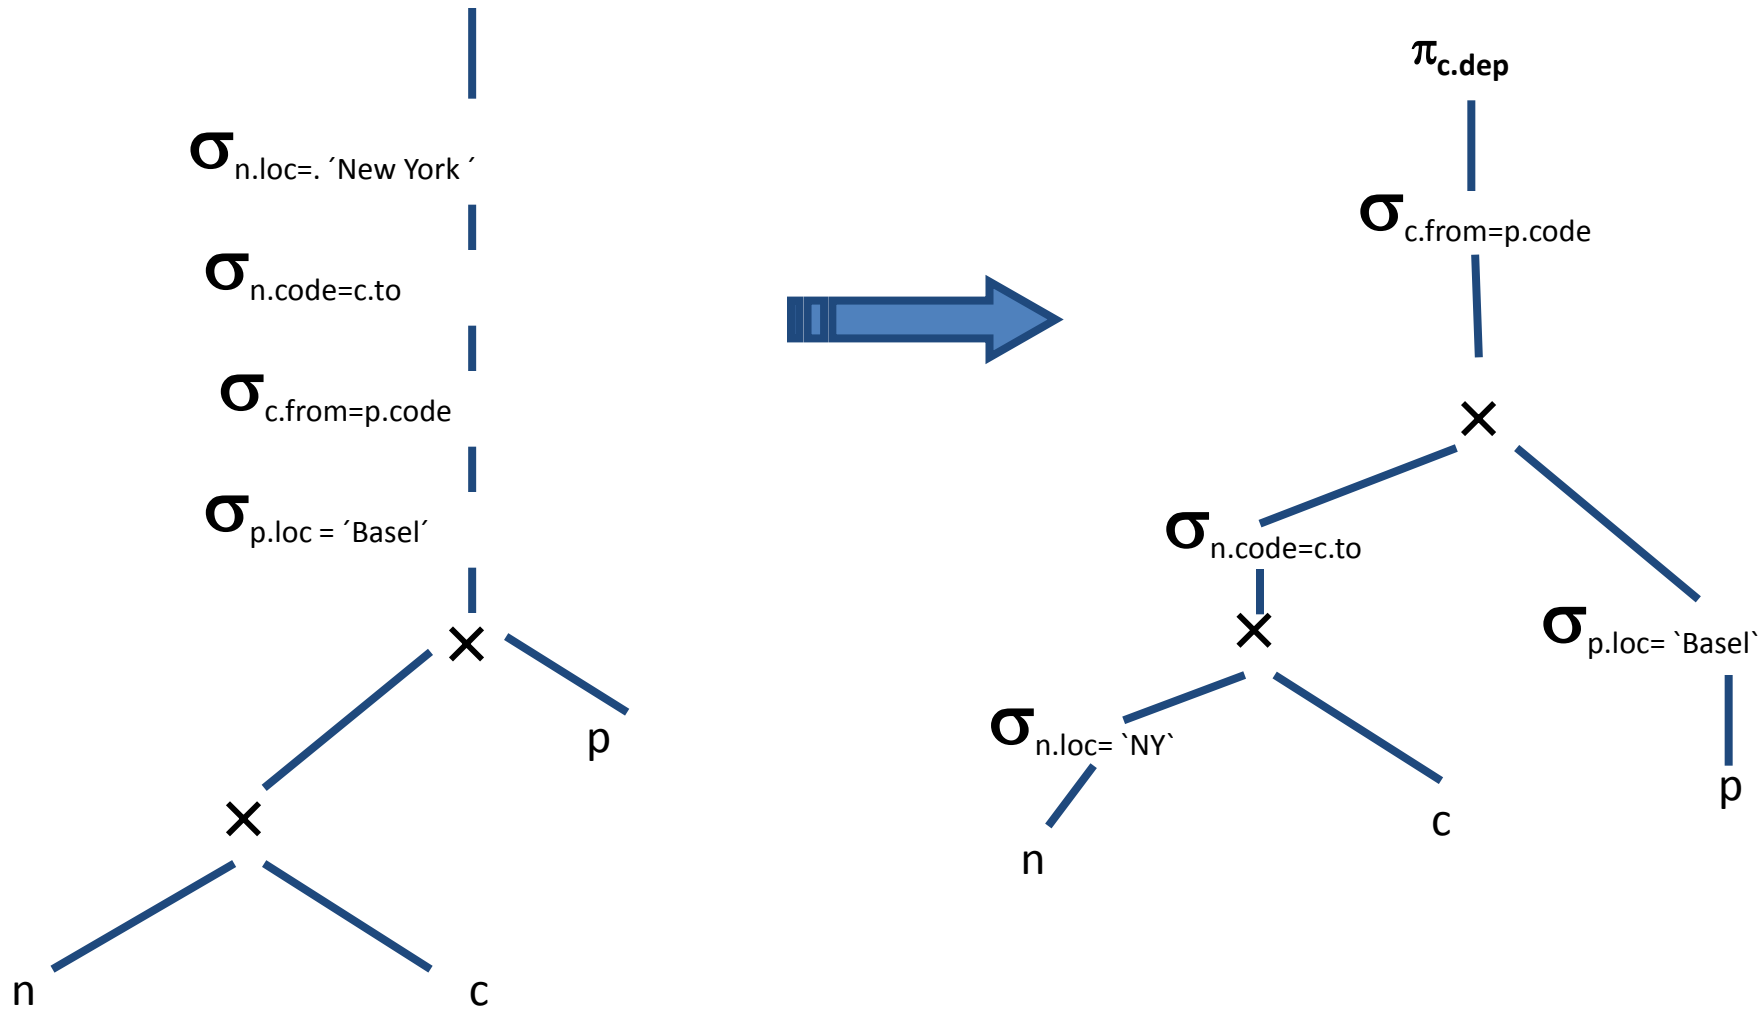 σn.loc=. ´New York ´
σn.code=c.to
σc.from=p.code
σp.loc = ´Basel´
×
p
×
n c
πc.dep
σc.from=p.code
×
σn.code=c.to
×
σp.loc= `Basel`
σn.loc= `NY`
p
c
n